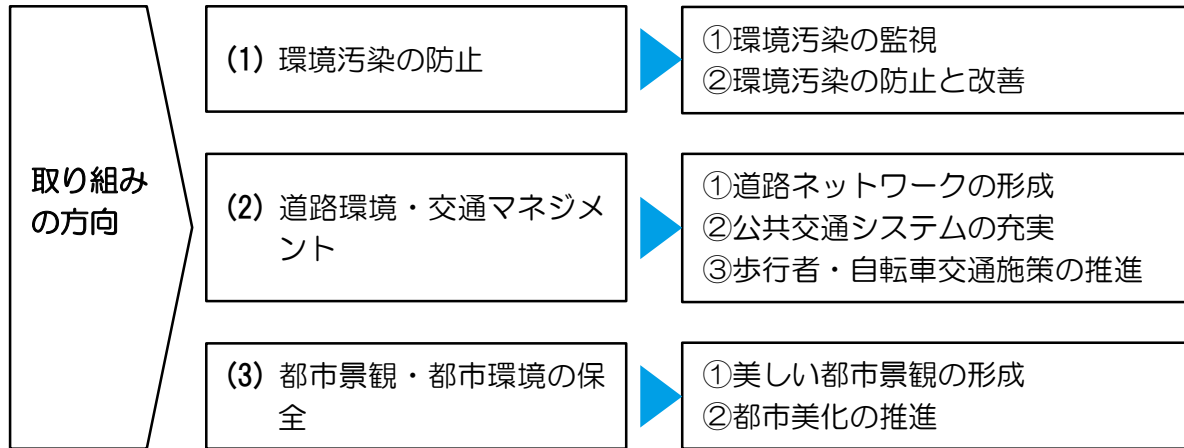 取り組み
の方向
(1) 環境汚染の防止
①環境汚染の監視
②環境汚染の防止と改善
(2) 道路環境・交通マネジメ
ント
①道路ネットワークの形成
②公共交通システムの充実
③歩行者・自転車交通施策の推進
(3) 都市景観・都市環境の保
全
①美しい都市景観の形成
②都市美化の推進